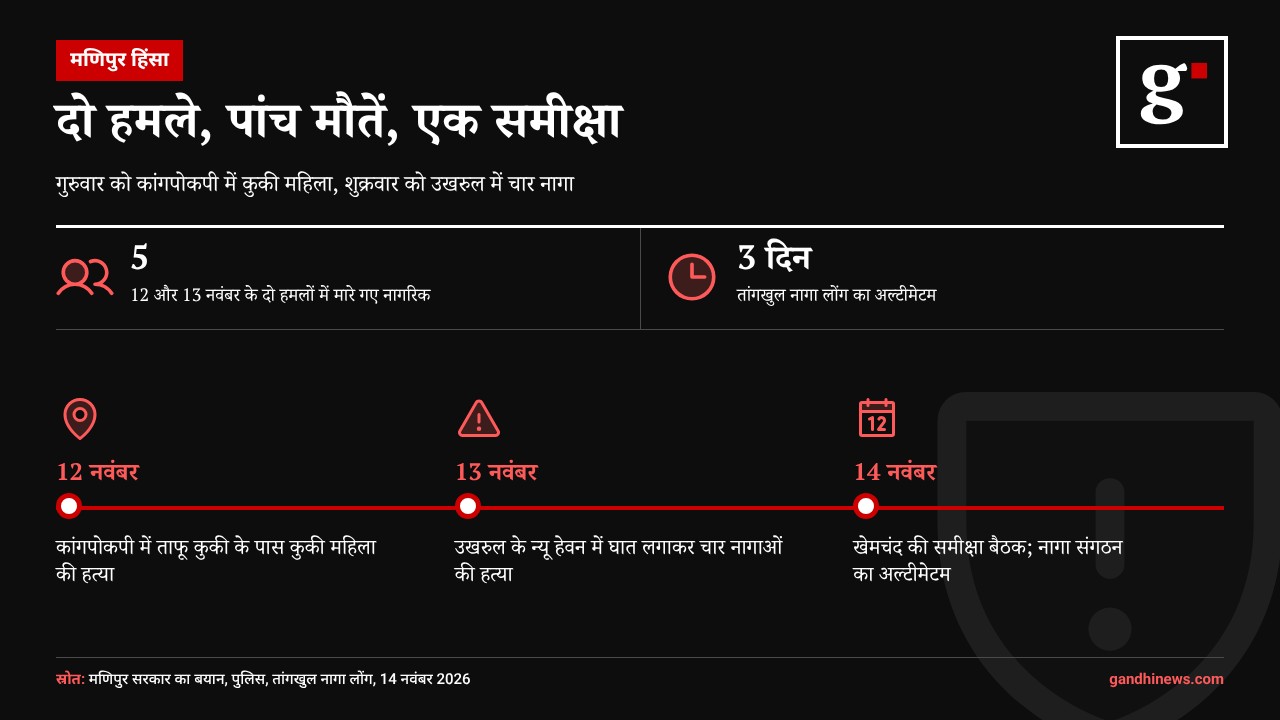 मणिपुर हिंसा
g
दो हमले, पांच मौतें, एक समीक्षा
गुरुवार को कांगपोकपी में कुकी महिला, शुक्रवार को उखरुल में चार नागा
5
12 और 13 नवंबर के दो हमलों में मारे गए नागरिक
3 दिन
तांगखुल नागा लोंग का अल्टीमेटम
12
12 नवंबर
13 नवंबर
14 नवंबर
कांगपोकपी में ताफू कुकी के पास कुकी महिला
की हत्या
उखरुल के न्यू हेवन में घात लगाकर चार नागाओं
की हत्या
खेमचंद की समीक्षा बैठक; नागा संगठन
का अल्टीमेटम
स्रोत: मणिपुर सरकार का बयान, पुलिस, तांगखुल नागा लोंग, 14 नवंबर 2026
gandhinews.com